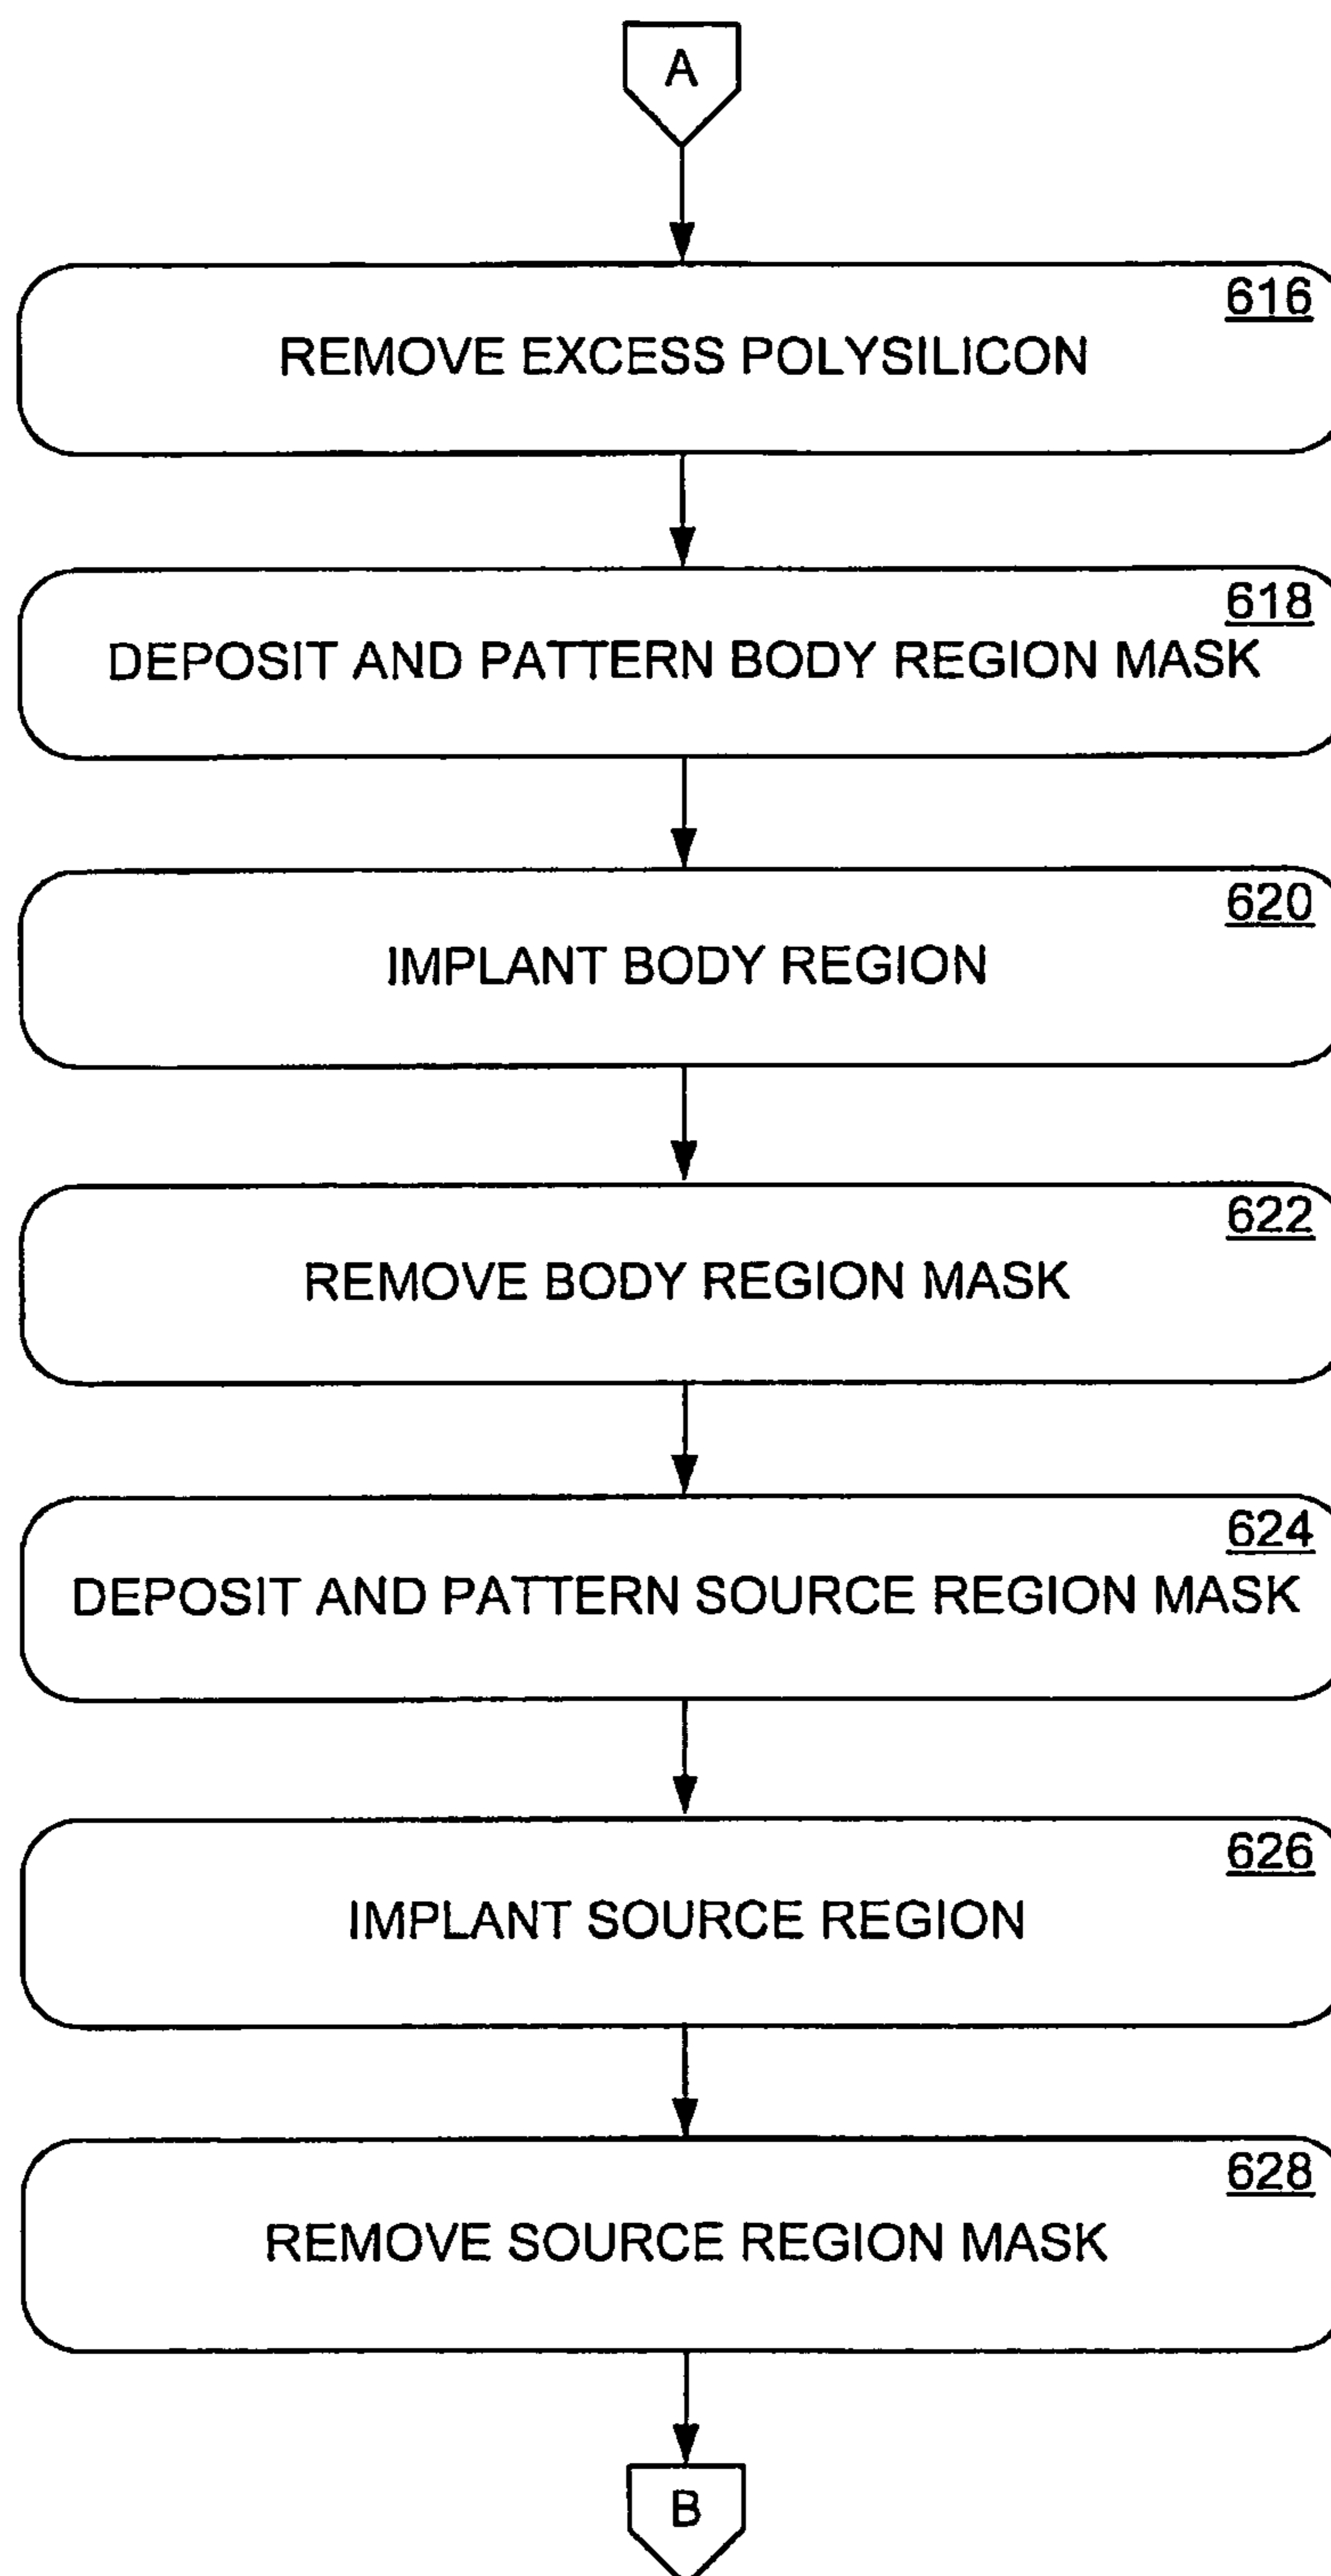 A
616
REMOVE EXCESS POLYSILICON
618
DEPOSIT AND PATTERN BODY REGION MASK
620
IMPLANT BODY REGION
622
REMOVE BODY REGION MASK
624
DEPOSIT AND PATTERN SOURCE REGION MASK
626
IMPLANT SOURCE REGION
628
REMOVE SOURCE REGION MASK
B